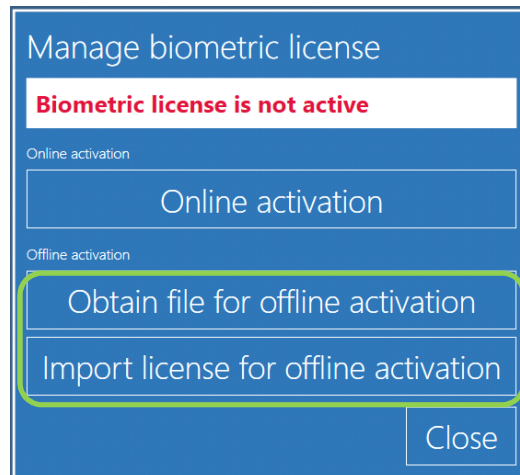 Manage biometric license
Biometric license is not active
Online activation
Online activation
Offline activation
Obtain file for offline activation
Import license for offline activation
Close